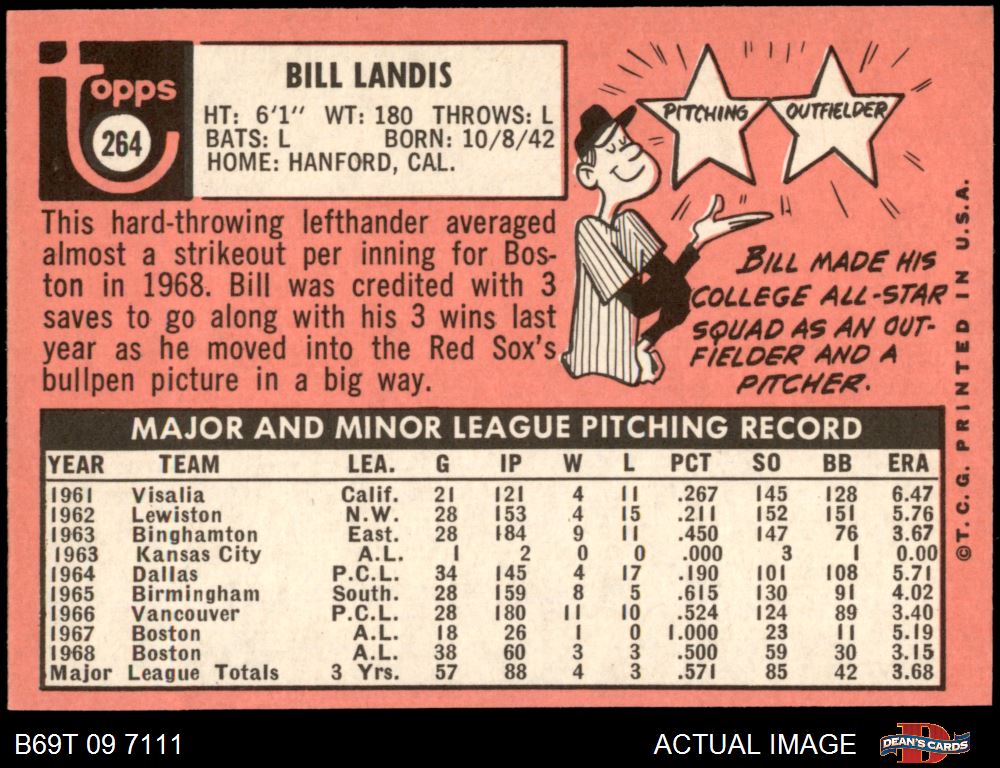 Topps
264
BILL LANDIS
HT: 6'1'' WT: 180 THROWS: L
BATS: L BORN: 10/8/42
HOME: HANFORD, CAL.
This hard-throwing lefthander averaged
almost a strikeout per inning for Bos-
ton in 1968. Bill was credited with 3
saves to go along with his 3 wins last
year as he moved into the Red Sox's
bullpen picture in a big way.
PITCHING OUTFIELDER
BILL MADE HIS
COLLEGE ALL-STAR
SQUAD AS AN OUT-
FIELDER AND A
PITCHER.
MAJOR AND MINOR LEAGUE PITCHING RECORD
YEAR TEAM LEA. G IP W L PCT SO BB ERA
1961 Visalia Calif. 21 121 4 11 .267 145 128 6.47
1962 Lewiston N.W. 28 153 4 15 .211 152 151 5.76
1963 Binghamton East. 28 184 9 11 .450 147 76 3.67
1963 Kansas City A.L. 1 2 0 0 .000 3 1 0.00
1964 Dallas P.C.L. 34 145 4 17 .190 101 108 5.71
1965 Birmingham South. 28 159 8 5 .615 130 91 4.02
1966 Vancouver P.C.L. 28 180 11 10 .524 124 89 3.40
1967 Boston A.L. 18 26 1 0 1.000 23 11 5.19
1968 Boston A.L. 38 60 3 3 .500 59 30 3.15
Major League Totals 3 Yrs. 57 88 4 3 .571 85 42 3.68
©T.C.G. PRINTED IN U.S.A.
B69T 09 7111
ACTUAL IMAGE
DEAN'S CARDS